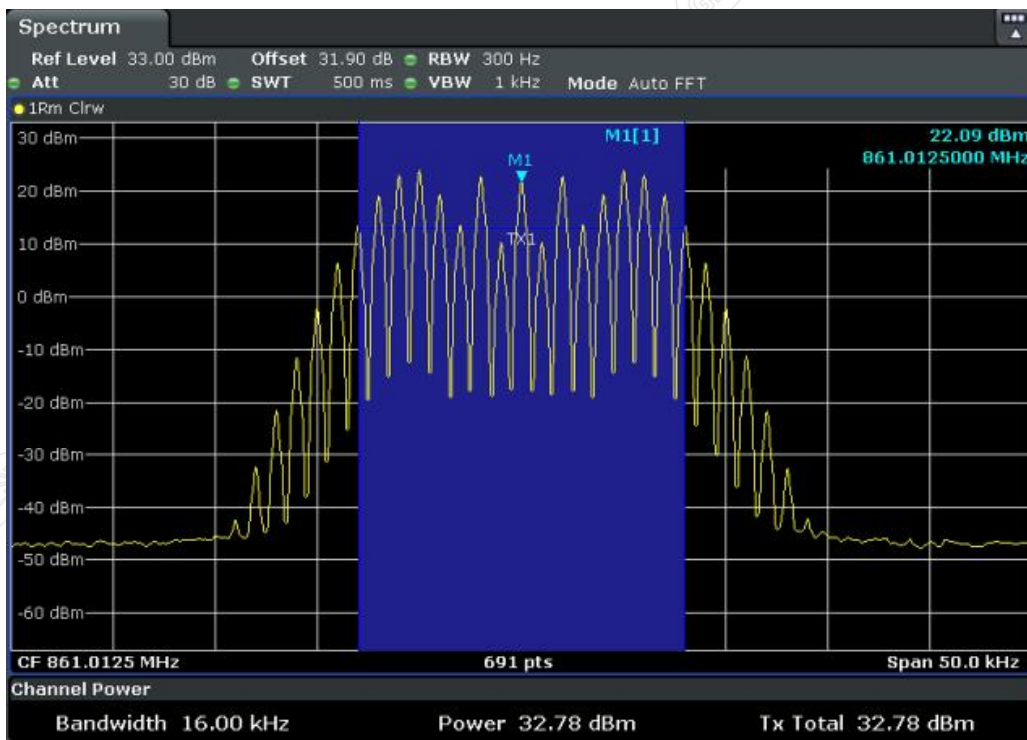 Spectrum
Ref Level 33.00 dBm Offset 31.90 dB RBW 300 Hz
Att 30 dB SWT 500 ms VBW 1 kHz Mode Auto FFT
1Rm Clrw
30 dBm M1[1] 22.09 dBm
861.0125000 MHz
M1
20 dBm
10 dBm TX1
0 dBm
-10 dBm
-20 dBm
-30 dBm
-40 dBm
-50 dBm
-60 dBm
CF 861.0125 MHz 691 pts Span 50.0 kHz
Channel Power
Bandwidth 16.00 kHz Power 32.78 dBm Tx Total 32.78 dBm